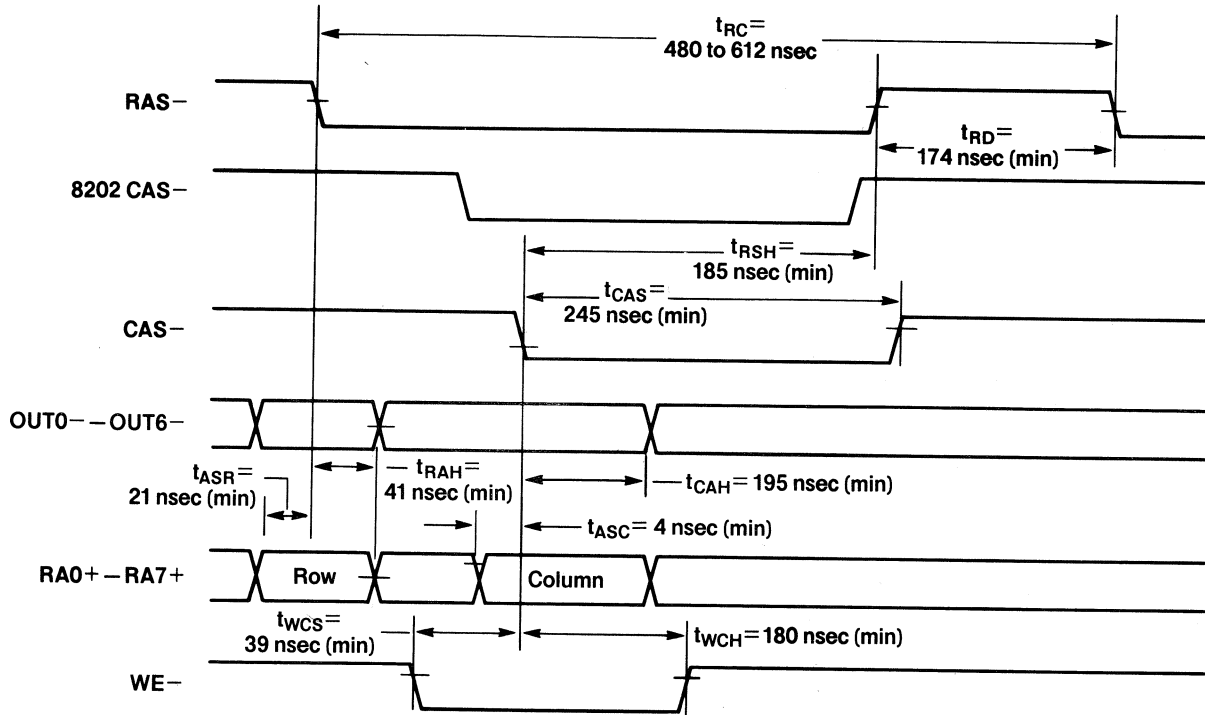 tRC=
480 to 612 nsec
RAS−
tRD=
174 nsec (min)
8202 CAS−
tRSH=
185 nsec (min)
tCAS=
245 nsec (min)
CAS−
OUT0−−OUT6−
tASR=
21 nsec (min)
tRAH=
41 nsec (min)
tCAH= 195 nsec (min)
tASC= 4 nsec (min)
RA0+−RA7+
Row
Column
tWCS=
39 nsec (min)
tWCH= 180 nsec (min)
WE−